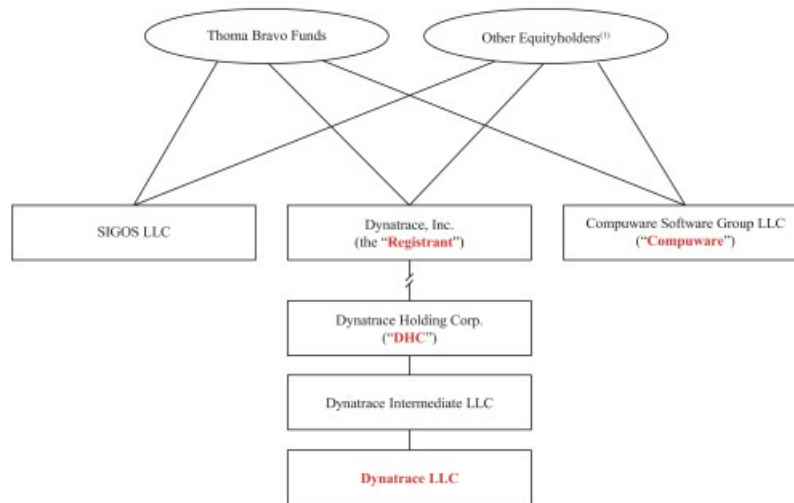 Thoma Bravo Funds
Other Equityholders(1)
SIGOS LLC
Dynatrace, Inc.
(the “Registrant”)
Compuware Software Group LLC
(“Compuware”)
Dynatrace Holding Corp.
(“DHC”)
Dynatrace Intermediate LLC
Dynatrace LLC